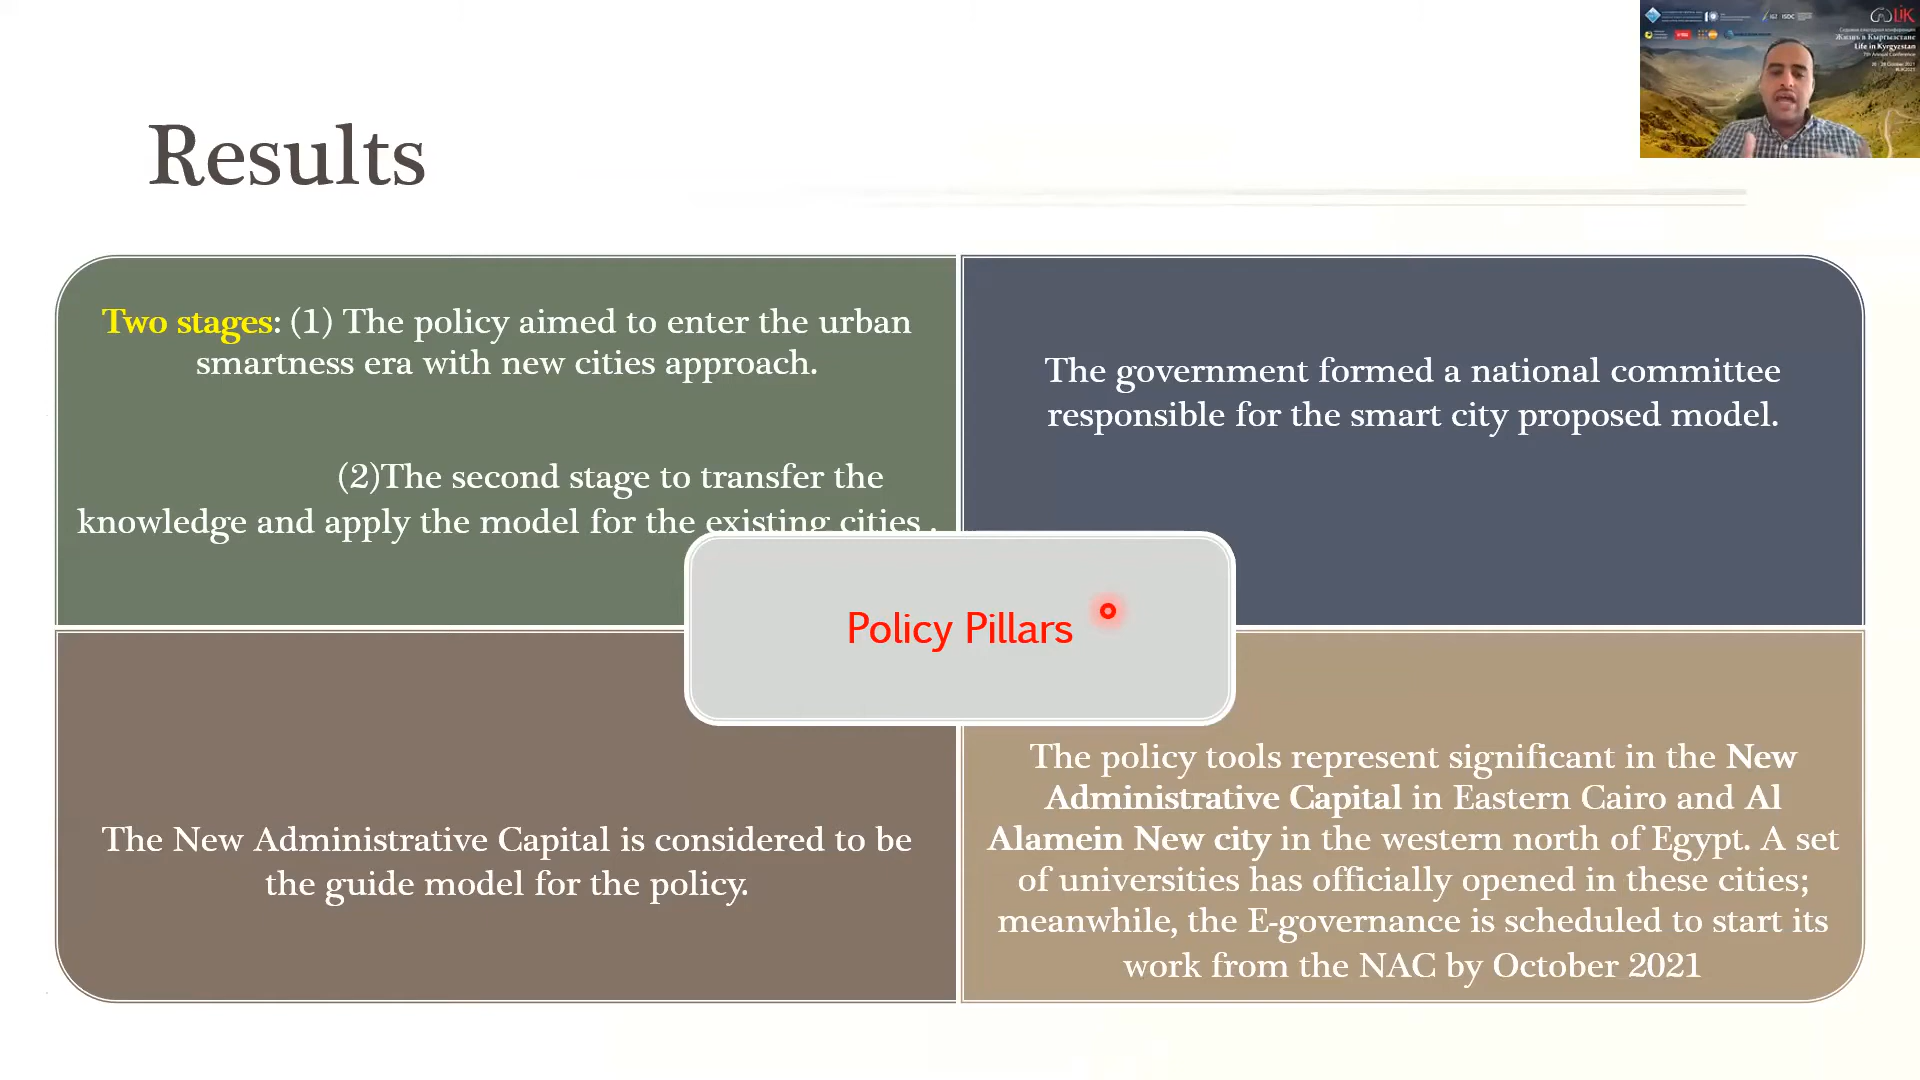 LIK
Жизнь в Кыргызстане
Life in Kyrgyzstan
Results
Two stages: (1) The policy aimed to enter the urban
smartness era with new cities approach.
(2)The second stage to transfer the
knowledge and apply the model for the existing cities .
The government formed a national committee
responsible for the smart city proposed model.
Policy Pillars
The New Administrative Capital is considered to be
the guide model for the policy.
The policy tools represent significant in the New
Administrative Capital in Eastern Cairo and Al
Alamein New city in the western north of Egypt. A set
of universities has officially opened in these cities;
meanwhile, the E-governance is scheduled to start its
work from the NAC by October 2021